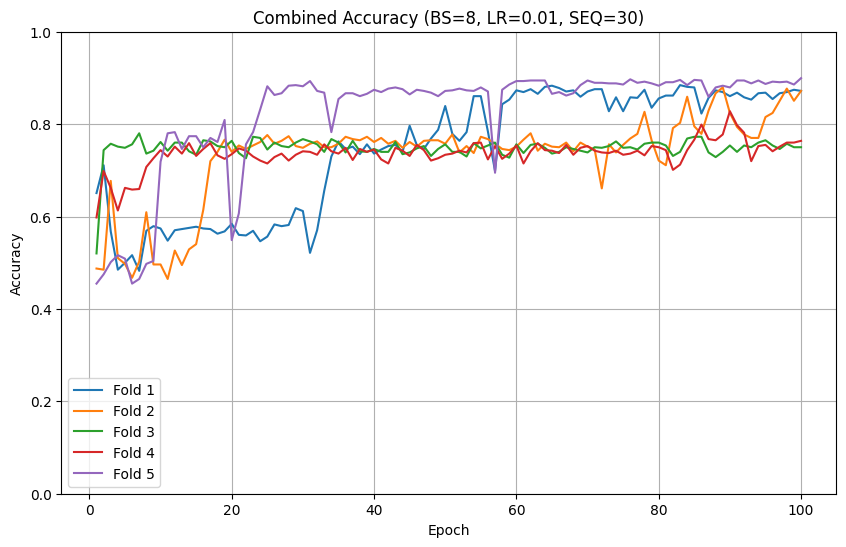 Combined Accuracy (BS=8, LR=0.01, SEQ=30)
1.0
0.8
0.6
0.4
0.2
0.0
Accuracy
Fold 1
Fold 2
Fold 3
Fold 4
Fold 5
0 20 40 60 80 100
Epoch